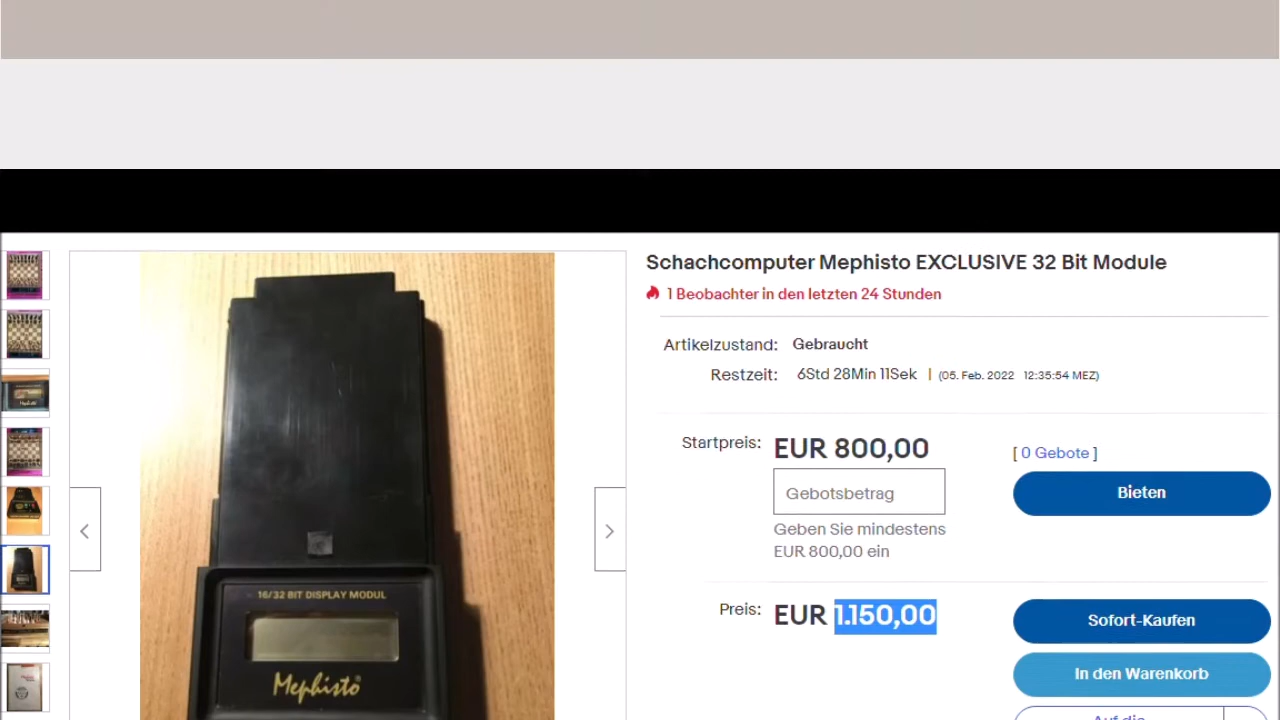 Schachcomputer Mephisto EXCLUSIVE 32 Bit Module
1 Beobachter in den letzten 24 Stunden
Artikelzustand: Gebraucht
Restzeit: 6Std 28Min 11Sek | (05. Feb. 2022 12:35:54 MEZ)
Startpreis: EUR 800,00 [ 0 Gebote ]
Gebotsbetrag Bieten
Geben Sie mindestens
EUR 800,00 ein
Preis: EUR 1.150,00 Sofort-Kaufen
In den Warenkorb
Auf die
16/32 BIT DISPLAY MODUL
Mephisto®